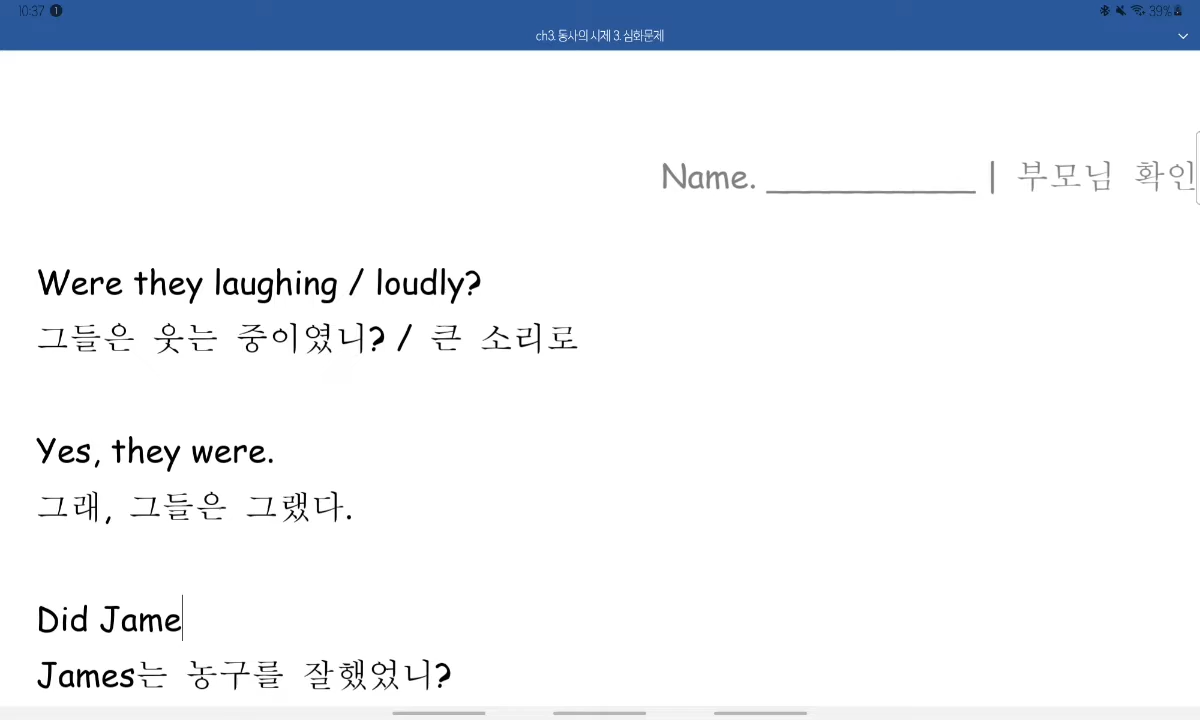 10:37 1 39%
ch3. 동사의 시제 3. 심화문제
Name. ____________ | 부모님 확인
Were they laughing / loudly?
그들은 웃는 중이였니? / 큰 소리로
Yes, they were.
그래, 그들은 그랬다.
Did Jame
James는 농구를 잘했었니?